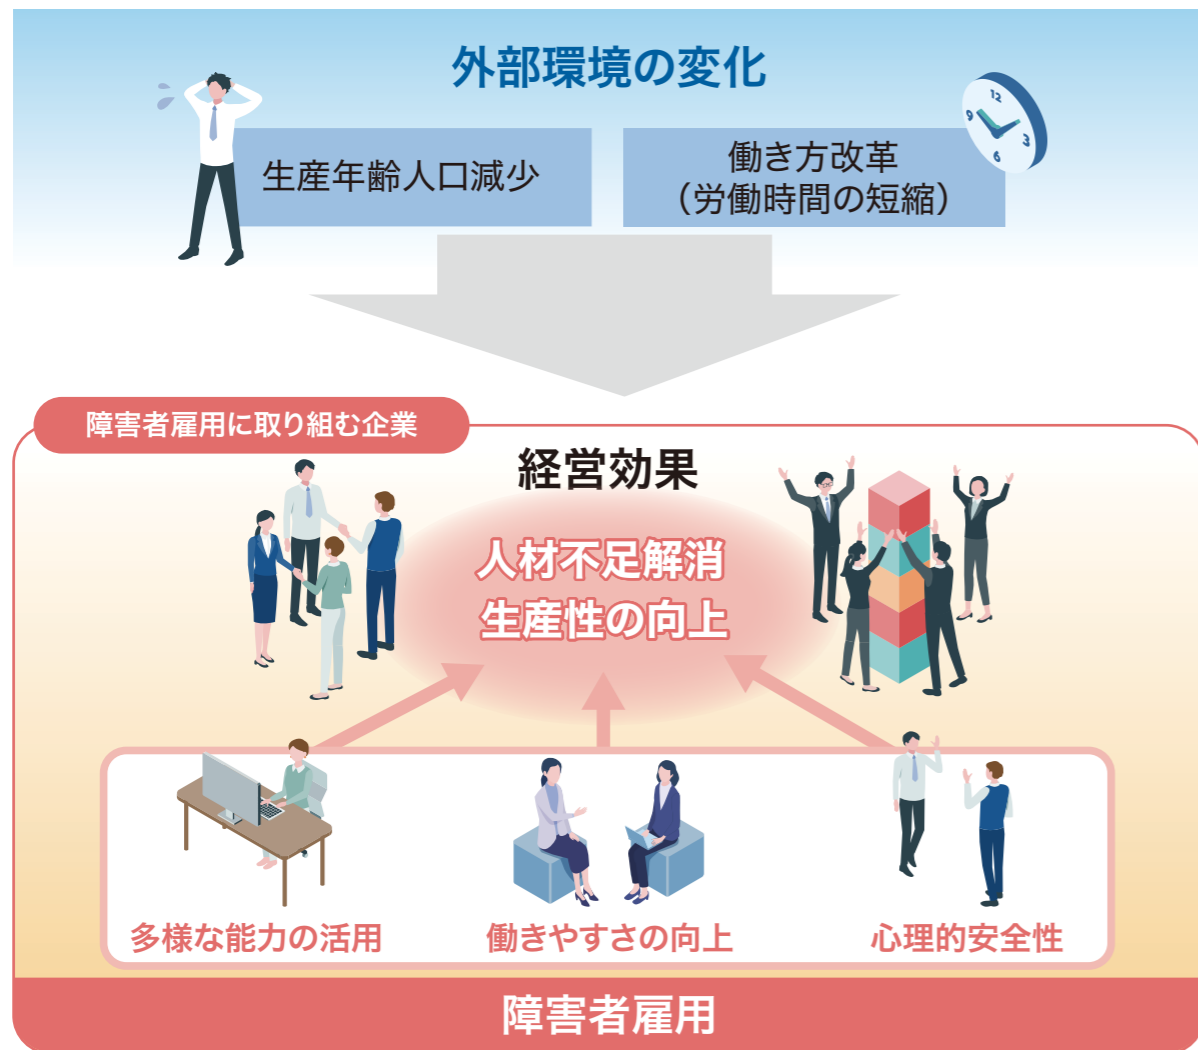 外部環境の変化
生産年齢人口減少
働き方改革
（労働時間の短縮）
12
3
6
9
障害者雇用に取り組む企業
経営効果
人材不足解消
生産性の向上
多様な能力の活用
働きやすさの向上
心理的安全性
障害者雇用